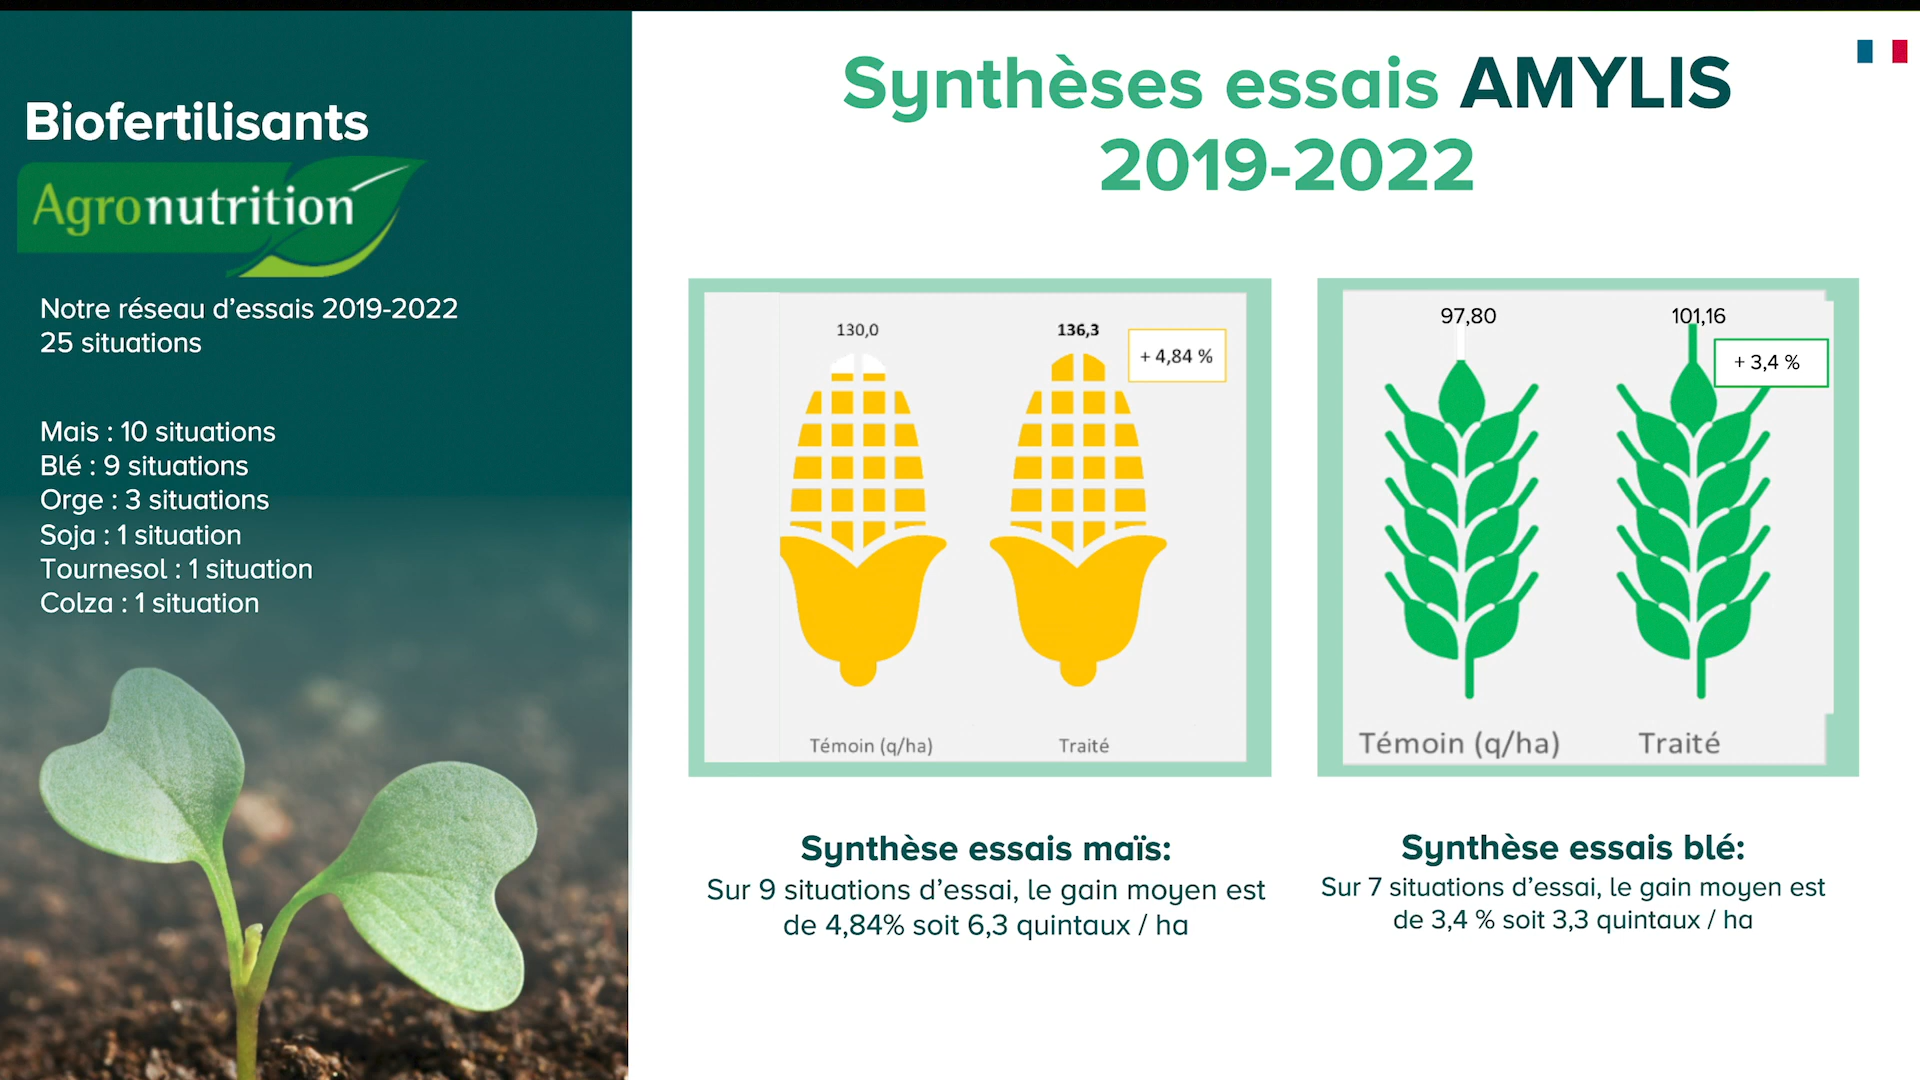 Biofertilisants
Agronutrition
Notre réseau d'essais 2019-2022
25 situations
Mais : 10 situations
Blé : 9 situations
Orge : 3 situations
Soja : 1 situation
Tournesol : 1 situation
Colza : 1 situation
Synthèses essais AMYLIS
2019-2022
130,0
136,3
+ 4,84 %
Témoin (q/ha)
Traité
97,80
101,16
+ 3,4 %
Témoin (q/ha)
Traité
Synthèse essais maïs:
Sur 9 situations d'essai, le gain moyen est
de 4,84% soit 6,3 quintaux / ha
Synthèse essais blé:
Sur 7 situations d'essai, le gain moyen est
de 3,4 % soit 3,3 quintaux / ha